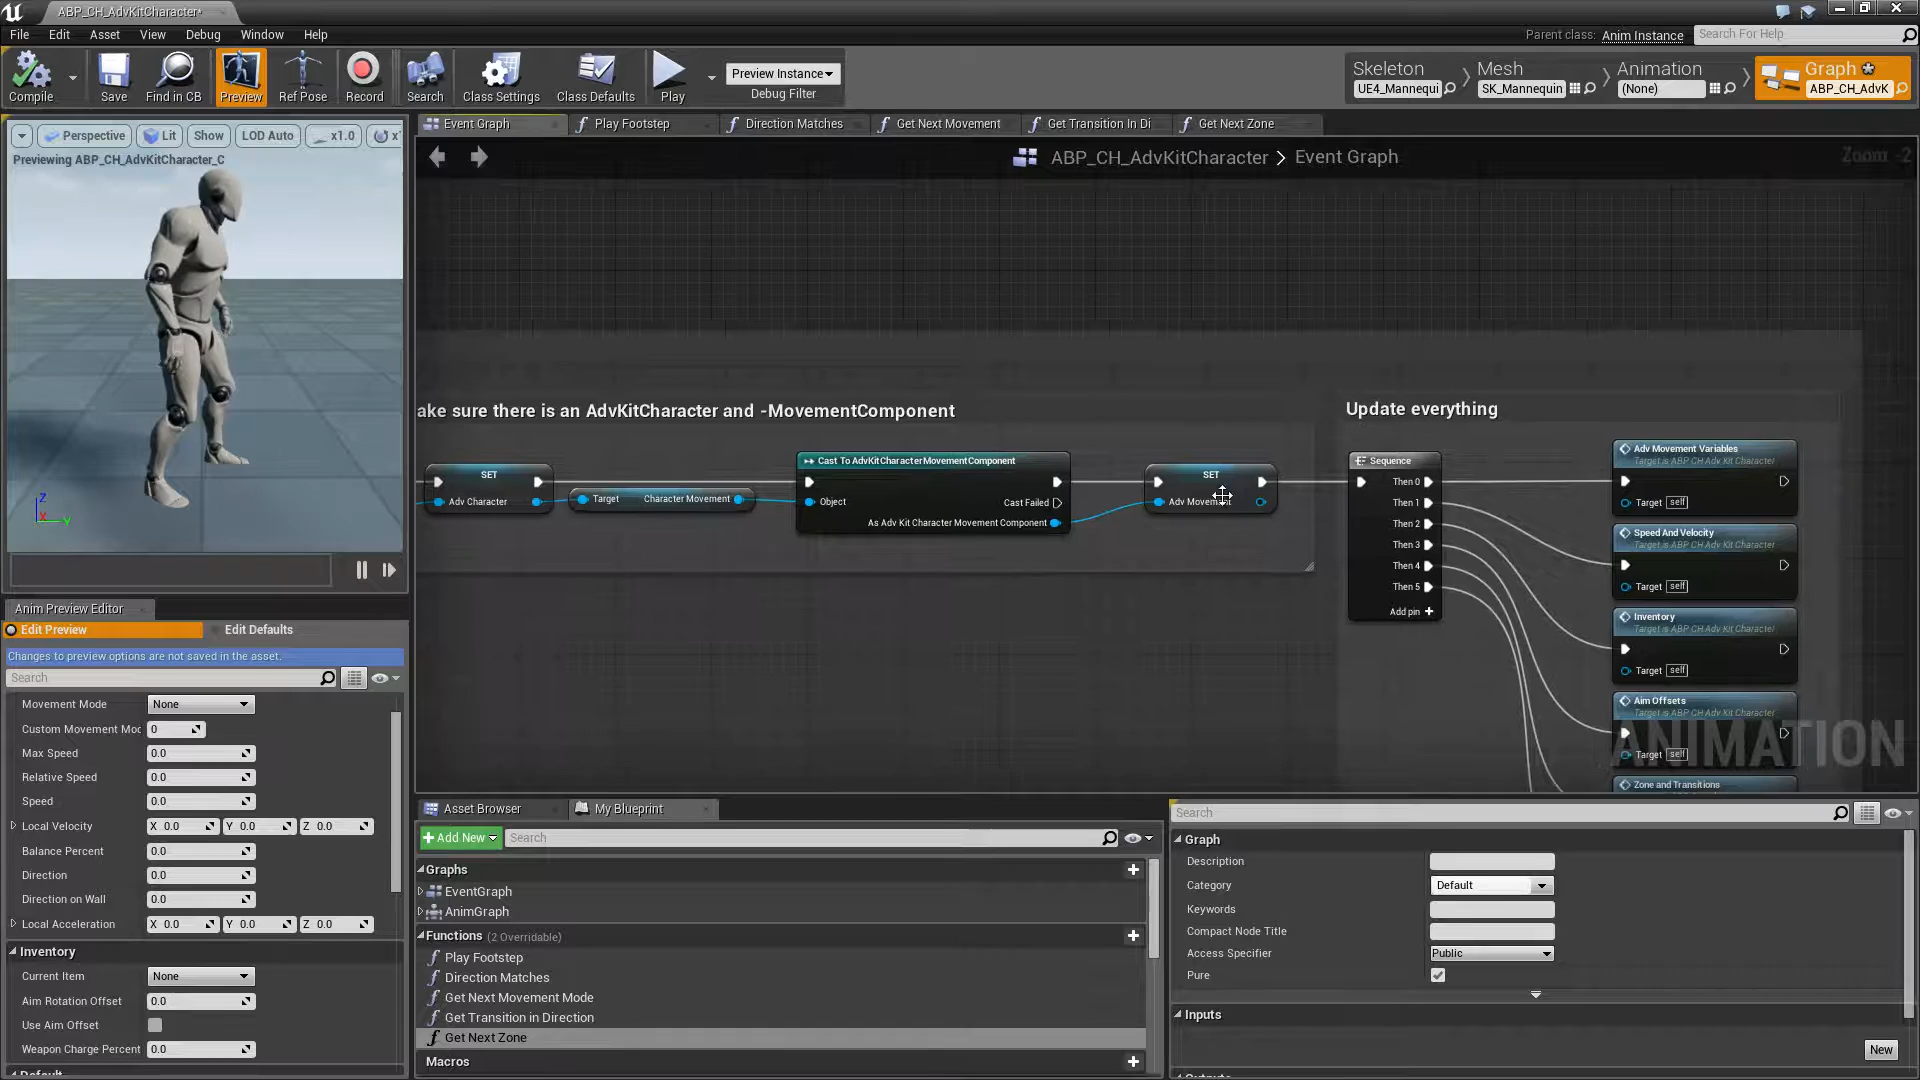 ABP_CH_AdvKitCharacter*
File Edit Asset View Debug Window Help
Parent class: Anim Instance
Search For Help
Compile Save Find in CB Preview Ref Pose Record Search Class Settings Class Defaults Play
Preview Instance
Debug Filter
Skeleton
UE4_Mannequi
Mesh
SK_Mannequin
Animation
(None)
Graph
ABP_CH_AdvK
Perspective Lit Show LOD Auto x1.0
Previewing ABP_CH_AdvKitCharacter_C
Z
X
Y
Event Graph
Play Footstep
Direction Matches
Get Next Movement
Get Transition In Di
Get Next Zone
ABP_CH_AdvKitCharacter > Event Graph
Zoom -2
ake sure there is an AdvKitCharacter and -MovementComponent
SET
Adv Character
Target Character Movement
Cast To AdvKitCharacterMovementComponent
Object
Cast Failed
As Adv Kit Character Movement Component
SET
Adv Movement
Update everything
Sequence
Then 0
Then 1
Then 2
Then 3
Then 4
Then 5
Add pin +
Adv Movement Variables
Target is ABP CH Adv Kit Character
Target self
Speed And Velocity
Target is ABP CH Adv Kit Character
Target self
Inventory
Target is ABP CH Adv Kit Character
Target self
Aim Offsets
Target is ABP CH Adv Kit Character
Target self
Zone and Transitions
ANIMATION
Anim Preview Editor
Edit Preview Edit Defaults
Changes to preview options are not saved in the asset.
Search
Movement Mode None
Custom Movement Moc 0
Max Speed 0.0
Relative Speed 0.0
Speed 0.0
Local Velocity X 0.0 Y 0.0 Z 0.0
Balance Percent 0.0
Direction 0.0
Direction on Wall 0.0
Local Acceleration X 0.0 Y 0.0 Z 0.0
Inventory
Current Item None
Aim Rotation Offset 0.0
Use Aim Offset
Weapon Charge Percent 0.0
Default
Asset Browser
My Blueprint
+ Add New
Search
Graphs
EventGraph
AnimGraph
Functions (2 Overridable)
Play Footstep
Direction Matches
Get Next Movement Mode
Get Transition in Direction
Get Next Zone
Macros
Search
Graph
Description
Category Default
Keywords
Compact Node Title
Access Specifier Public
Pure
Inputs
New
Outputs